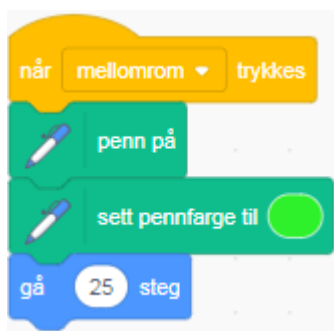 når mellomrom trykkes
penn på
sett pennfarge til
gå 25 steg